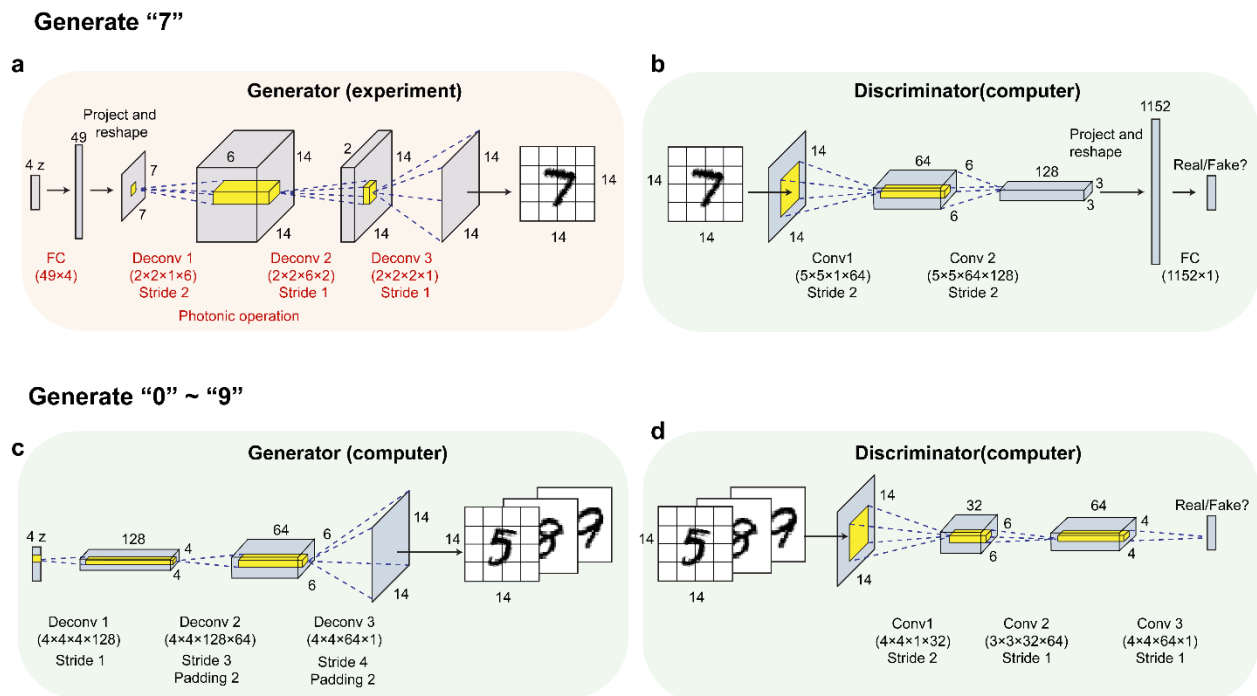 Generate “7”
a
Generator (experiment)
4 z
49
Project and
reshape
7
7
6
14
14
2
14
14
14
14
14
FC
(49×4)
Deconv 1
(2×2×1×6)
Stride 2
Deconv 2
(2×2×6×2)
Stride 1
Deconv 3
(2×2×2×1)
Stride 1
Photonic operation
b
Discriminator(computer)
14
7
14
14
14
64
6
6
128
3
3
Project and
reshape
1152
Real/Fake?
Conv1
(5×5×1×64)
Stride 2
Conv 2
(5×5×64×128)
Stride 2
FC
(1152×1)
Generate “0” ~ “9”
c
Generator (computer)
4 z
128
4
4
64
6
6
14
14
14
5 8 9
14
Deconv 1
(4×4×4×128)
Stride 1
Deconv 2
(4×4×128×64)
Stride 3
Padding 2
Deconv 3
(4×4×64×1)
Stride 4
Padding 2
d
Discriminator(computer)
14
5 8 9
14
14
14
32
6
6
64
4
4
Real/Fake?
Conv1
(4×4×1×32)
Stride 2
Conv 2
(3×3×32×64)
Stride 1
Conv 3
(4×4×64×1)
Stride 1